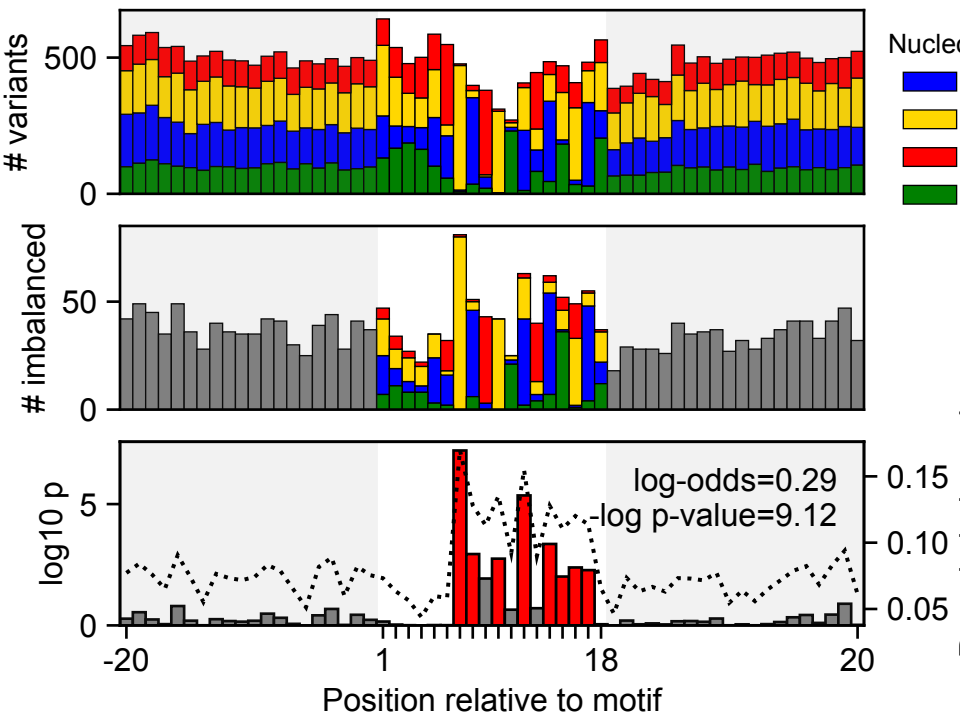 # variants
500
0
Nucleo
# imbalanced
50
0
log10 p
5
0
log-odds=0.29
-log p-value=9.12
0.15
0.10
0.05
-20
1
18
20
Position relative to motif